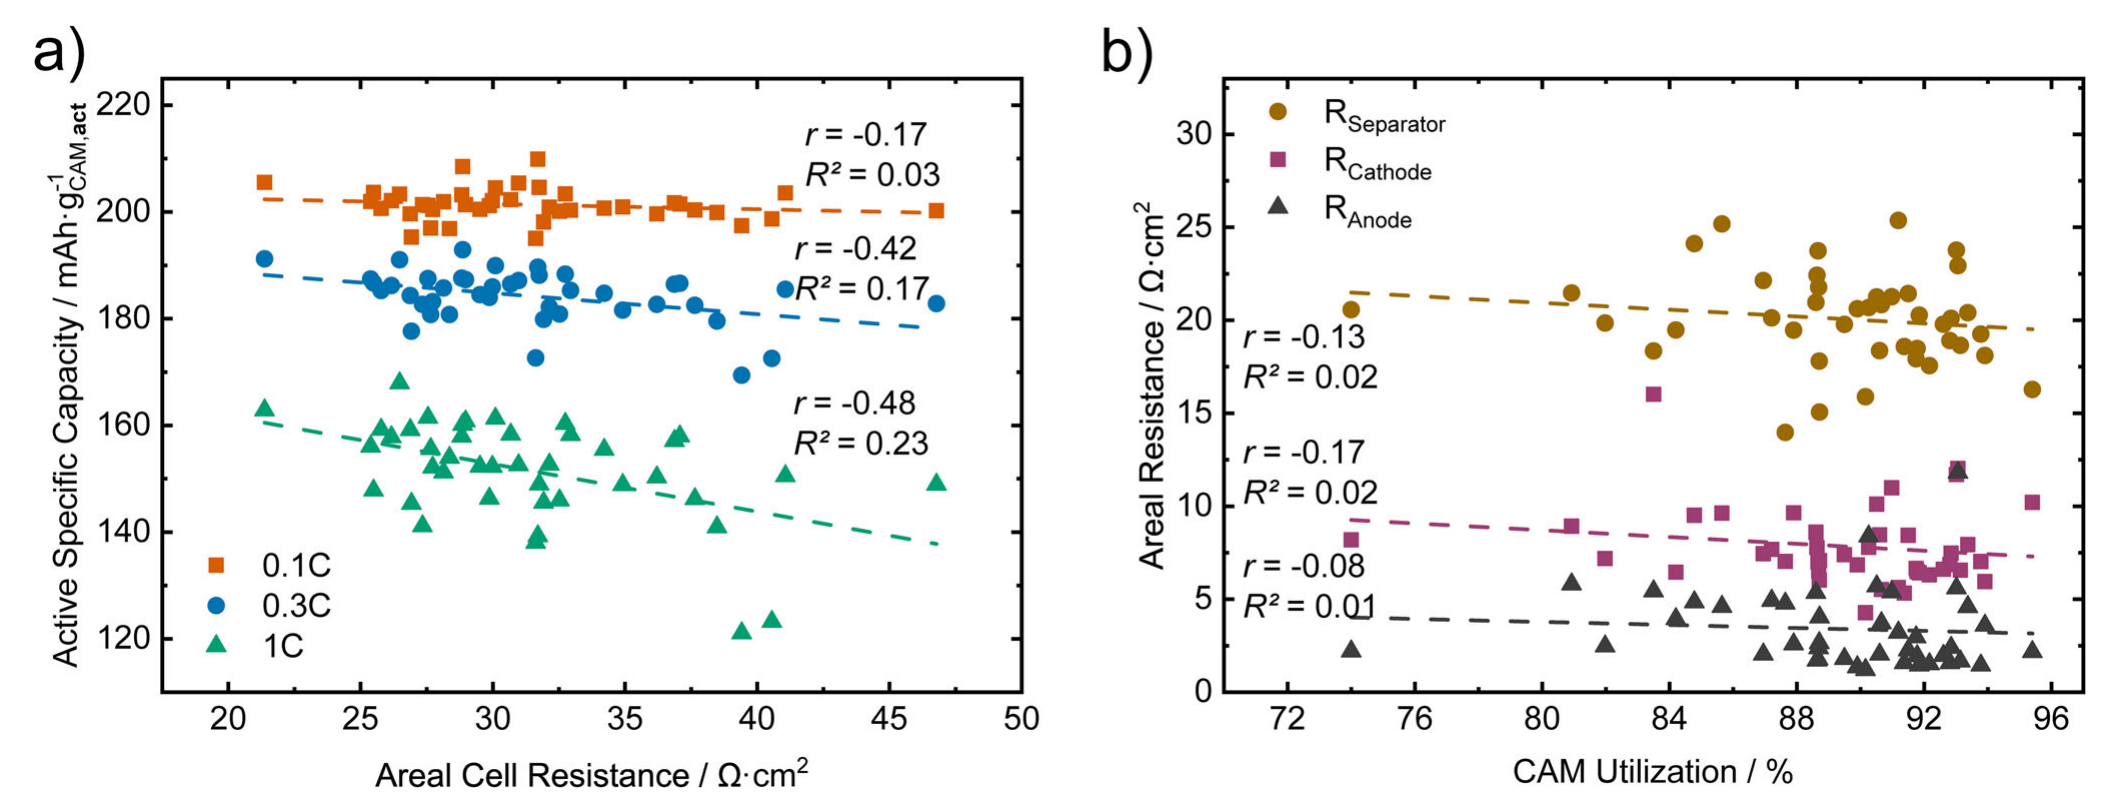 a)
Active Specific Capacity / mAh·g⁻¹CAM,act
220
200
180
160
140
120
r = -0.17
R² = 0.03
r = -0.42
R² = 0.17
r = -0.48
R² = 0.23
0.1C
0.3C
1C
20 25 30 35 40 45 50
Areal Cell Resistance / Ω·cm²
b)
Areal Resistance / Ω·cm²
30
25
20
15
10
5
0
RSeparator
RCathode
RAnode
r = -0.13
R² = 0.02
r = -0.17
R² = 0.02
r = -0.08
R² = 0.01
72 76 80 84 88 92 96
CAM Utilization / %